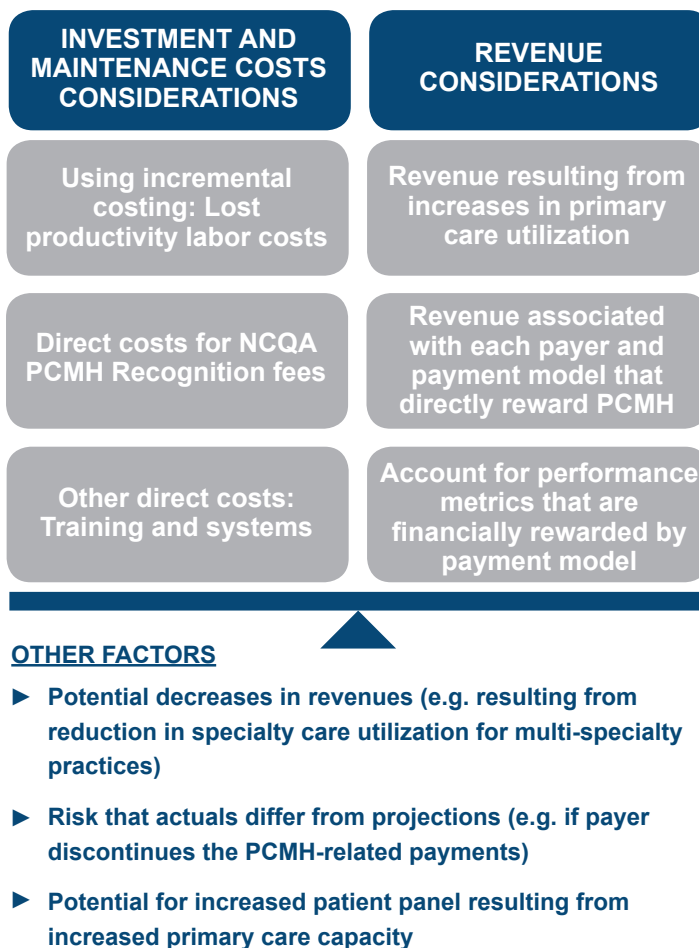 INVESTMENT AND
MAINTENANCE COSTS
CONSIDERATIONS
REVENUE
CONSIDERATIONS
Using incremental
costing: Lost
productivity labor costs
Revenue resulting from
increases in primary
care utilization
Direct costs for NCQA
PCMH Recognition fees
Revenue associated
with each payer and
payment model that
directly reward PCMH
Other direct costs:
Training and systems
Account for performance
metrics that are
financially rewarded by
payment model
OTHER FACTORS
► Potential decreases in revenues (e.g. resulting from
reduction in specialty care utilization for multi-specialty
practices)
► Risk that actuals differ from projections (e.g. if payer
discontinues the PCMH-related payments)
► Potential for increased patient panel resulting from
increased primary care capacity